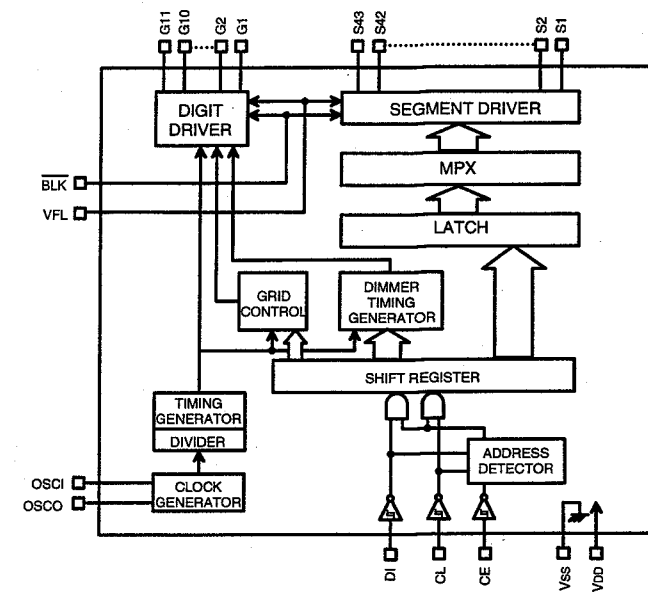 G11
G10
G2
G1
S43
S42
S2
S1
DIGIT
DRIVER
SEGMENT DRIVER
MPX
BLK
VFL
LATCH
GRID
CONTROL
DIMMER
TIMING
GENERATOR
SHIFT REGISTER
TIMING
GENERATOR
DIVIDER
ADDRESS
DETECTOR
OSCI
OSCO
CLOCK
GENERATOR
DI
CL
CE
VSS
VDD